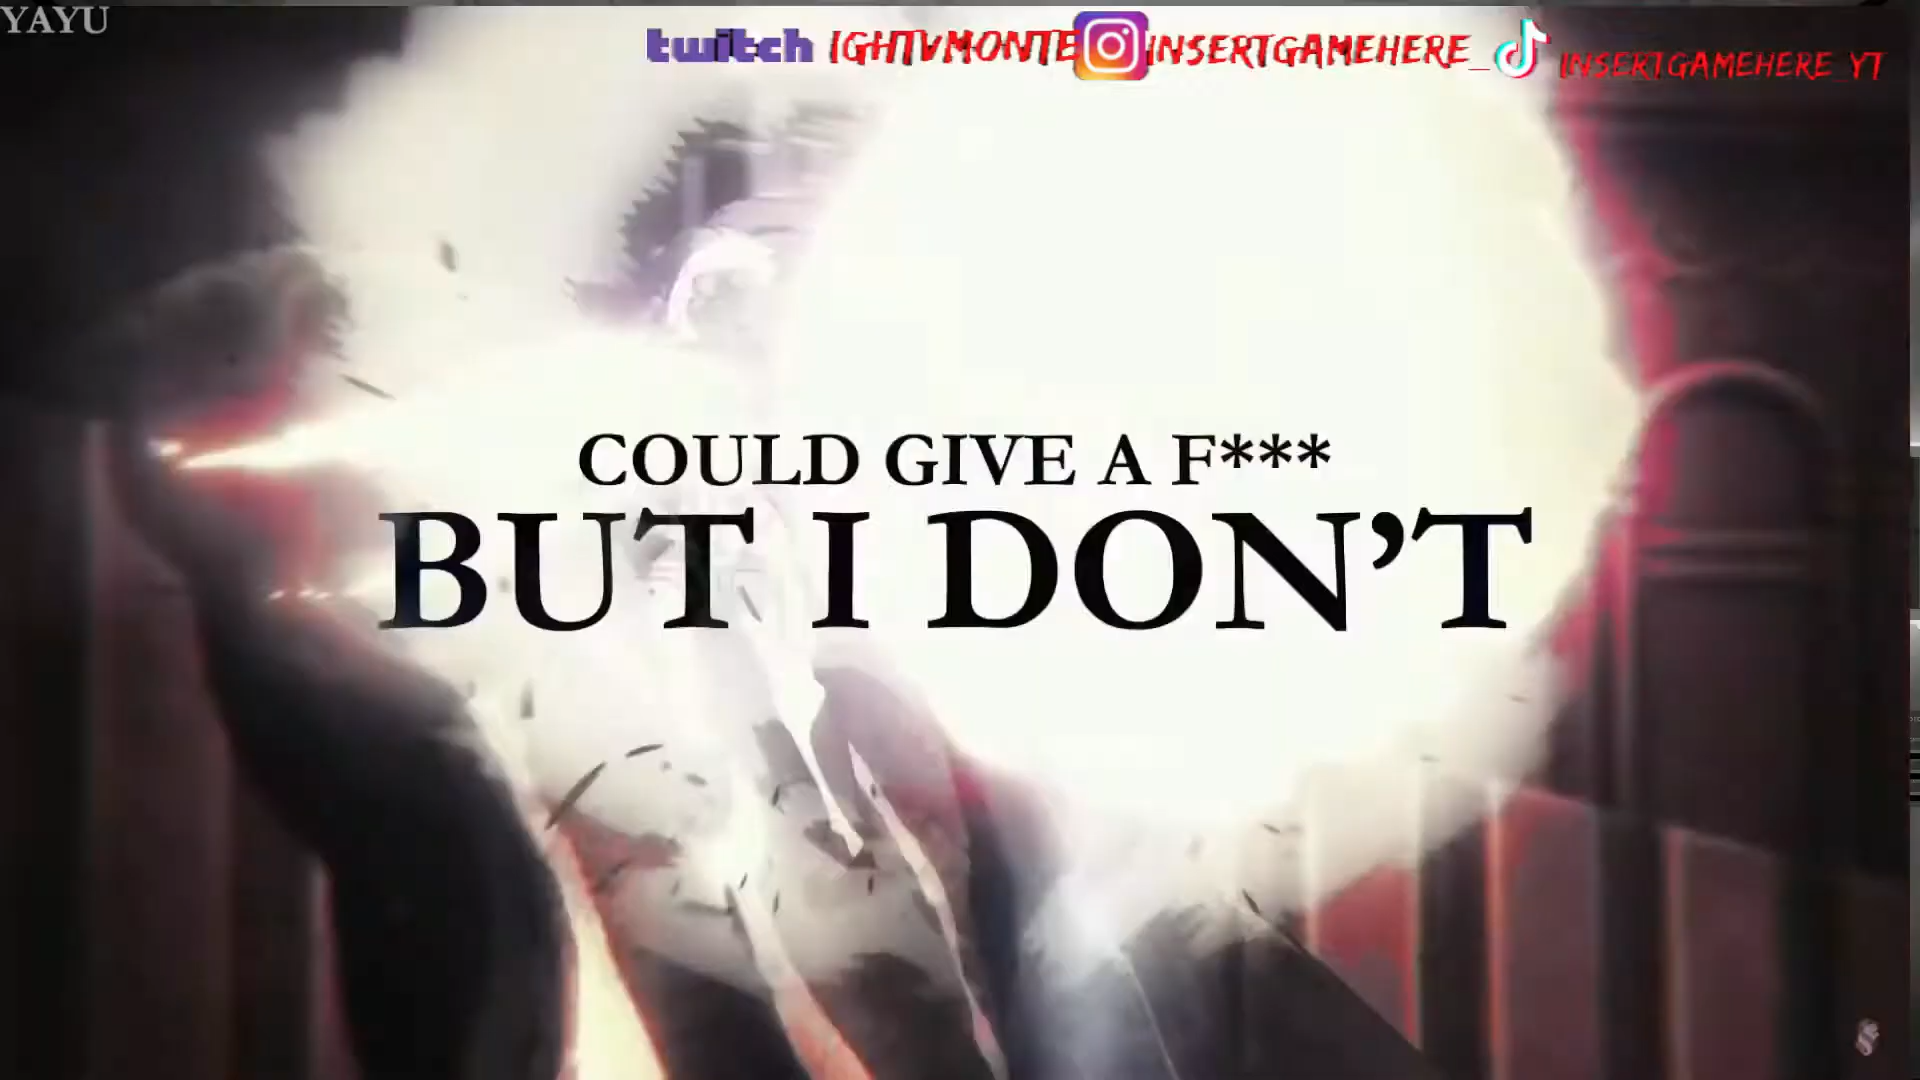 YAYU
twitch IGHTVMONTE INSERTGAMEHERE_ INSERTGAMEHERE_YT
COULD GIVE A F***
BUT I DON'T